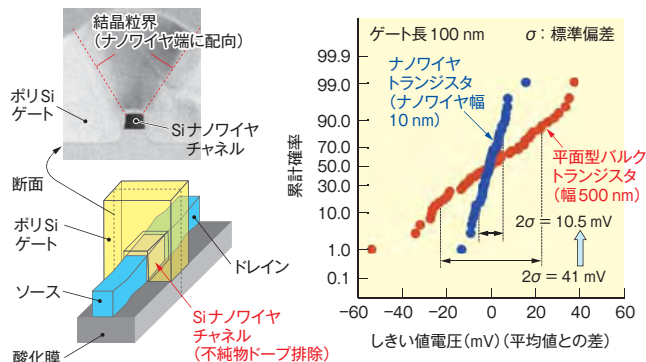 結晶粒界
(ナノワイヤ端に配向)
ポリSi
ゲート
Siナノワイヤ
チャネル
断面
ポリSi
ゲート
ドレイン
ソース
Siナノワイヤ
チャネル
(不純物ドープ排除)
酸化膜
ゲート長100 nm
σ:標準偏差
ナノワイヤ
トランジスタ
(ナノワイヤ幅
10 nm)
平面型バルク
トランジスタ
(幅500 nm)
2σ = 10.5 mV
2σ = 41 mV
累計確率
99.9
99.0
90.0
70.0
50.0
30.0
10.0
1.0
0.1
−60 −40 −20 0 20 40 60
しきい値電圧(mV)(平均値との差)